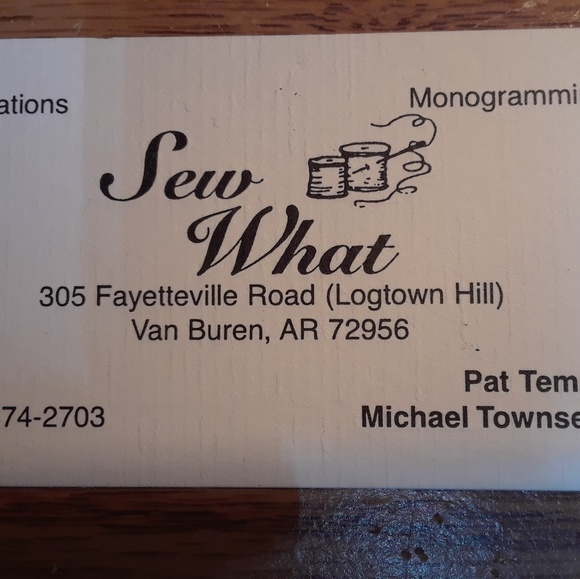 ations
Monogrammi
Sew
What
305 Fayetteville Road (Logtown Hill)
Van Buren, AR 72956
Pat Tem
74-2703
Michael Townse